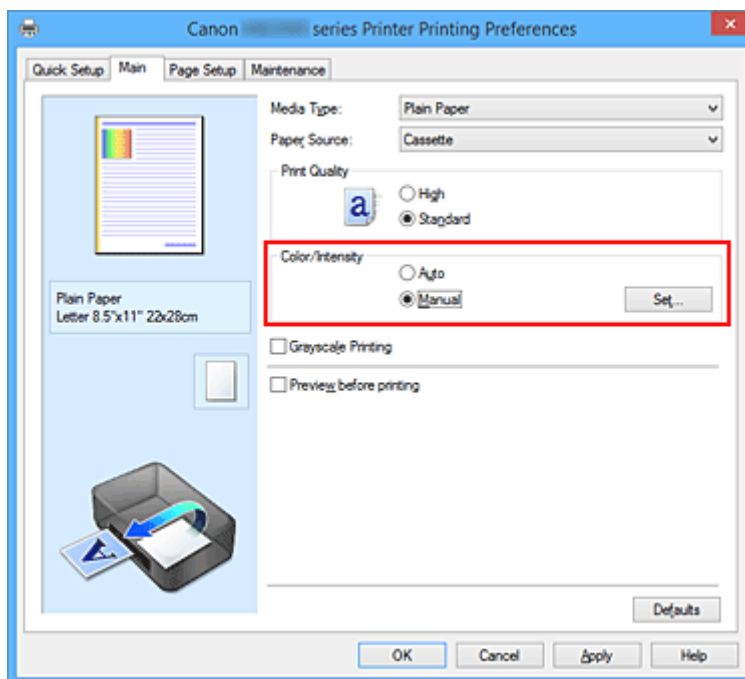 Canon series Printer Printing Preferences
Quick Setup Main Page Setup Maintenance
Media Type: Plain Paper
Paper Source: Cassette
Print Quality
a
High
Standard
Color/Intensity
Auto
Manual Set...
Plain Paper
Letter 8.5"x11" 22x28cm
Grayscale Printing
Preview before printing
A
Defaults
OK Cancel Apply Help